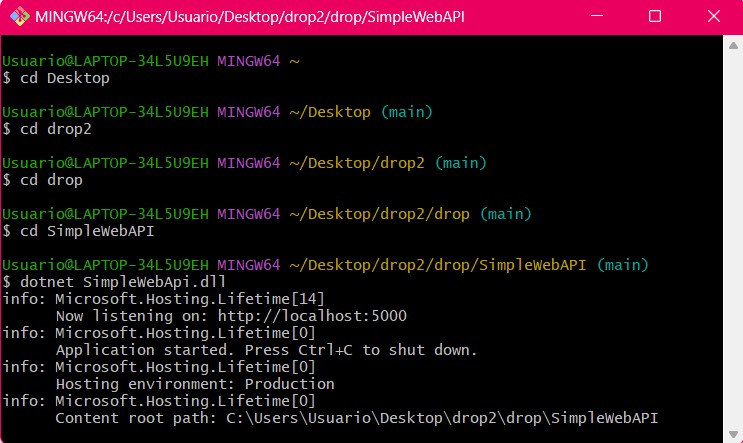 MINGW64:/c/Users/Usuario/Desktop/drop2/drop/SimpleWebAPI
Usuario@LAPTOP-34L5U9EH MINGW64 ~
$ cd Desktop
Usuario@LAPTOP-34L5U9EH MINGW64 ~/Desktop (main)
$ cd drop2
Usuario@LAPTOP-34L5U9EH MINGW64 ~/Desktop/drop2 (main)
$ cd drop
Usuario@LAPTOP-34L5U9EH MINGW64 ~/Desktop/drop2/drop (main)
$ cd SimpleWebAPI
Usuario@LAPTOP-34L5U9EH MINGW64 ~/Desktop/drop2/drop/SimpleWebAPI (main)
$ dotnet SimpleWebApi.dll
info: Microsoft.Hosting.Lifetime[14]
      Now listening on: http://localhost:5000
info: Microsoft.Hosting.Lifetime[0]
      Application started. Press Ctrl+C to shut down.
info: Microsoft.Hosting.Lifetime[0]
      Hosting environment: Production
info: Microsoft.Hosting.Lifetime[0]
      Content root path: C:\Users\Usuario\Desktop\drop2\drop\SimpleWebAPI